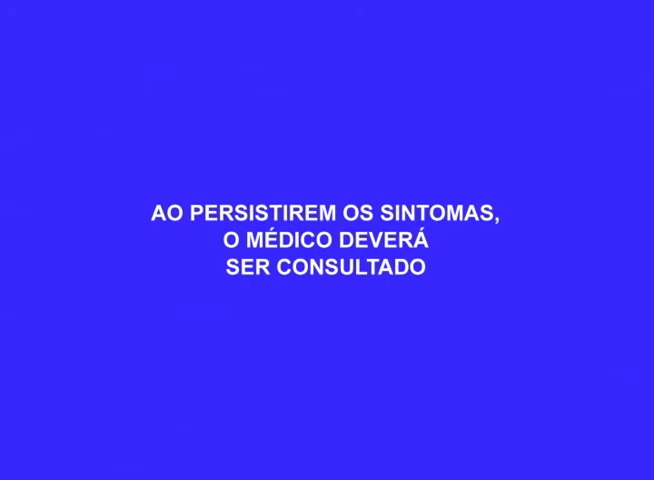 AO PERSISTIREM OS SINTOMAS,
O MÉDICO DEVERÁ
SER CONSULTADO